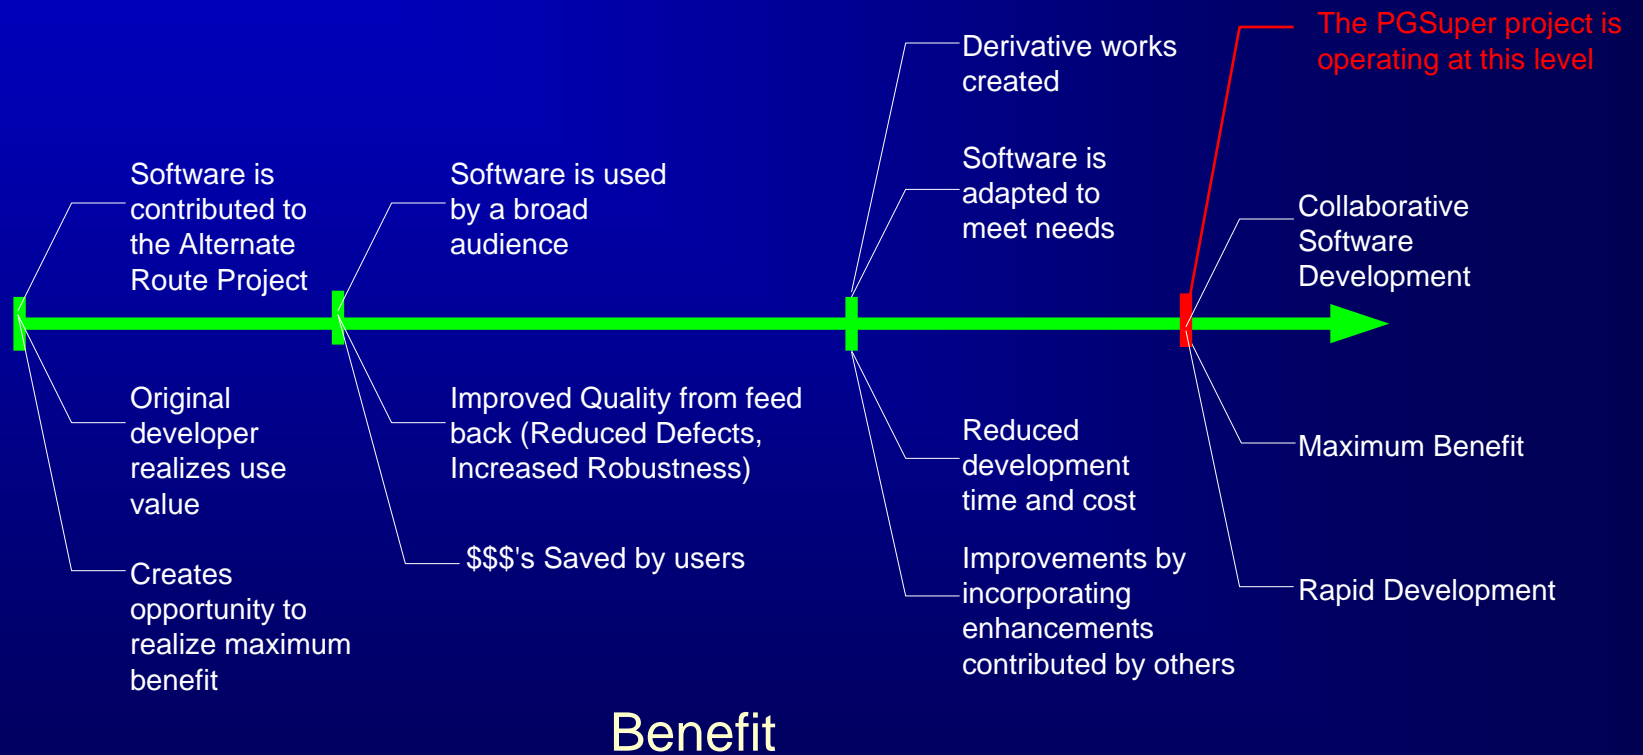 The PGSuper project is
operating at this level
Derivative works
created
Software is
contributed to
the Alternate
Route Project
Software is used
by a broad
audience
Software is
adapted to
meet needs
Collaborative
Software
Development
Original
developer
realizes use
value
Improved Quality from feed
back (Reduced Defects,
Increased Robustness)
Reduced
development
time and cost
Maximum Benefit
Creates
opportunity to
realize maximum
benefit
$$$'s Saved by users
Improvements by
incorporating
enhancements
contributed by others
Rapid Development
Benefit